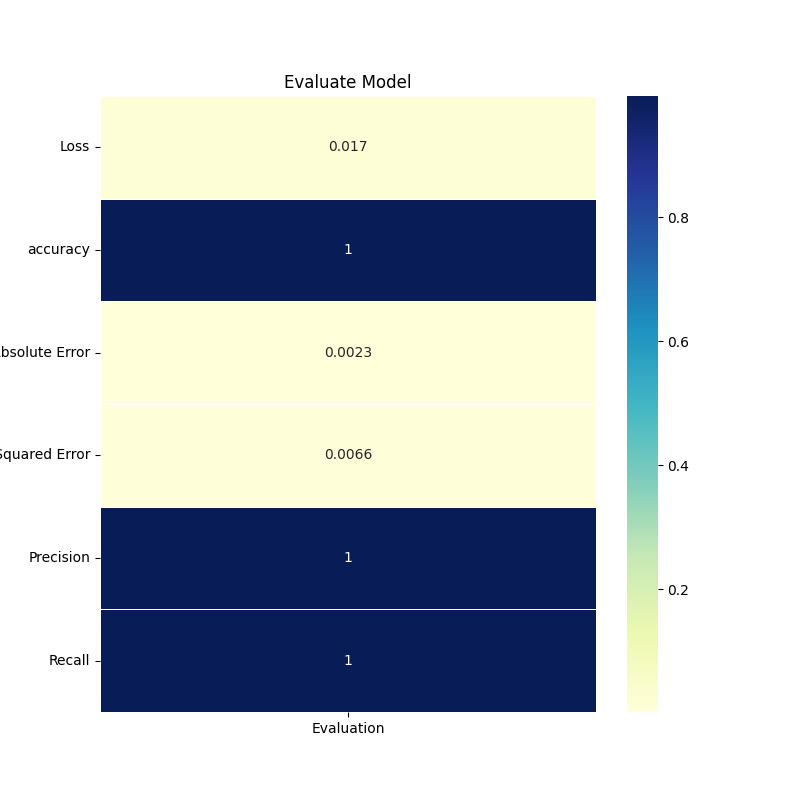 Evaluate Model
Loss
0.017
accuracy
1
bsolute Error
0.0023
Squared Error
0.0066
Precision
1
Recall
1
Evaluation
0.8
0.6
0.4
0.2